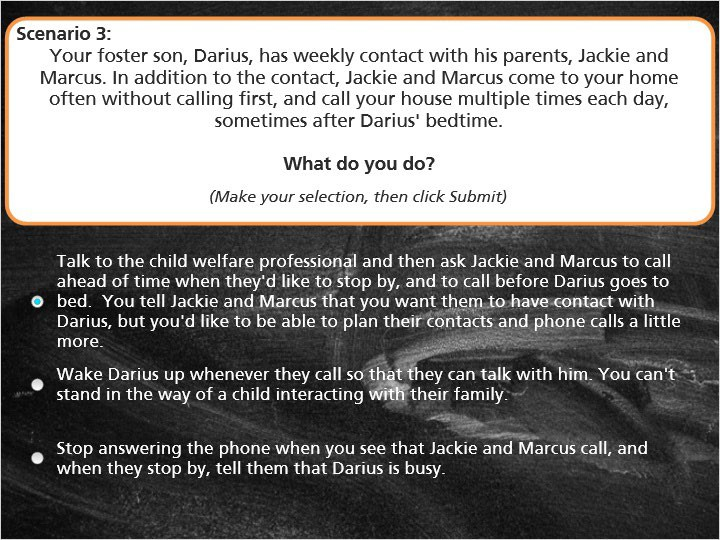 Scenario 3:
Your foster son, Darius, has weekly contact with his parents, Jackie and
Marcus. In addition to the contact, Jackie and Marcus come to your home
often without calling first, and call your house multiple times each day,
sometimes after Darius' bedtime.
What do you do?
(Make your selection, then click Submit)
Talk to the child welfare professional and then ask Jackie and Marcus to call
ahead of time when they'd like to stop by, and to call before Darius goes to
bed.  You tell Jackie and Marcus that you want them to have contact with
Darius, but you'd like to be able to plan their contacts and phone calls a little
more.
Wake Darius up whenever they call so that they can talk with him. You can't
stand in the way of a child interacting with their family.
Stop answering the phone when you see that Jackie and Marcus call, and
when they stop by, tell them that Darius is busy.